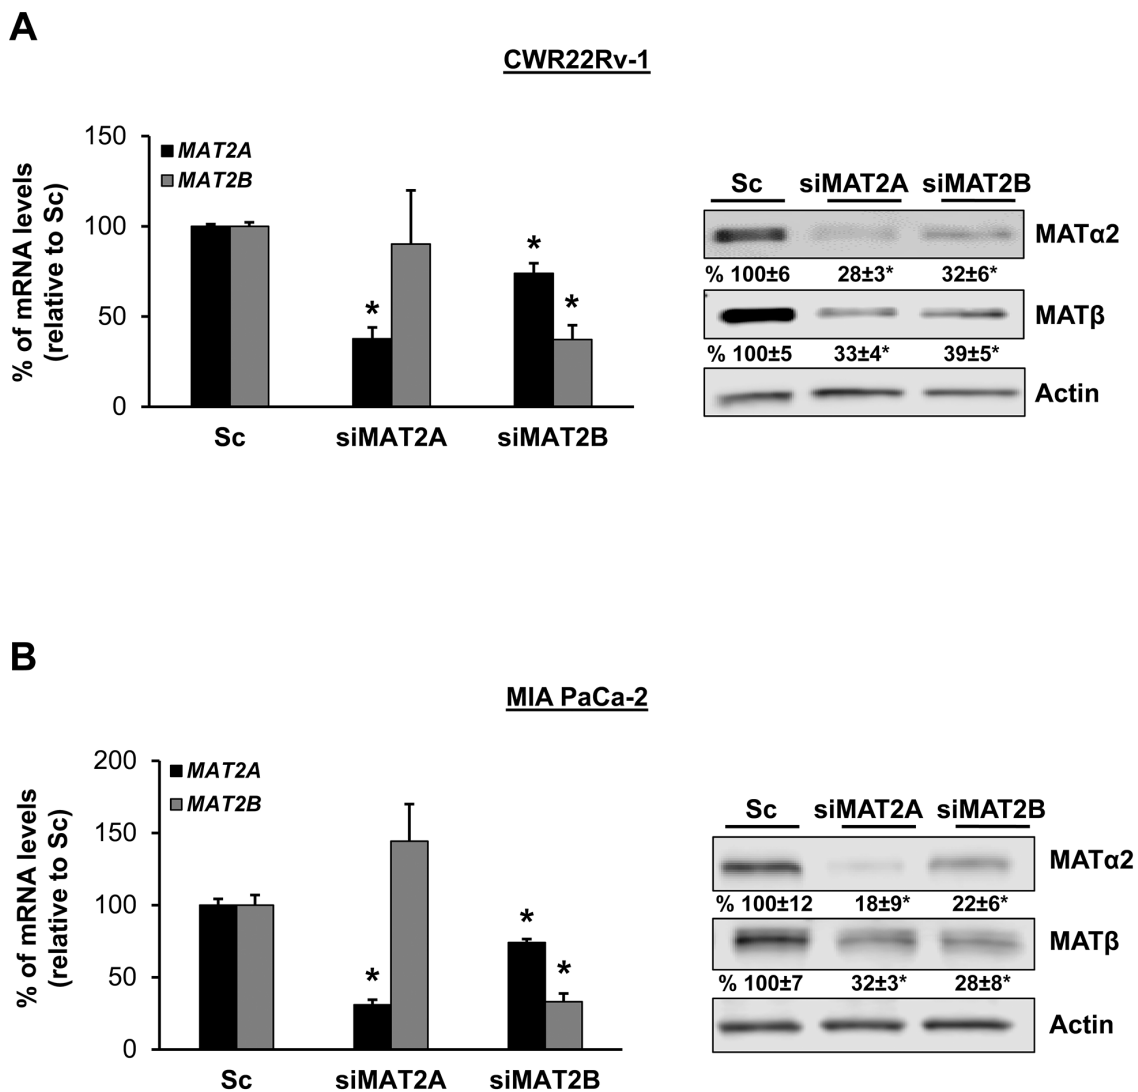 A
CWR22Rv-1
% of mRNA levels
(relative to Sc)
150
100
50
0
MAT2A
MAT2B
*
*
*
Sc siMAT2A siMAT2B
Sc siMAT2A siMAT2B
MATα2
% 100±6 28±3* 32±6*
MATβ
% 100±5 33±4* 39±5*
Actin
B
MIA PaCa-2
% of mRNA levels
(relative to Sc)
200
150
100
50
0
MAT2A
MAT2B
*
*
*
Sc siMAT2A siMAT2B
Sc siMAT2A siMAT2B
MATα2
% 100±12 18±9* 22±6*
MATβ
% 100±7 32±3* 28±8*
Actin